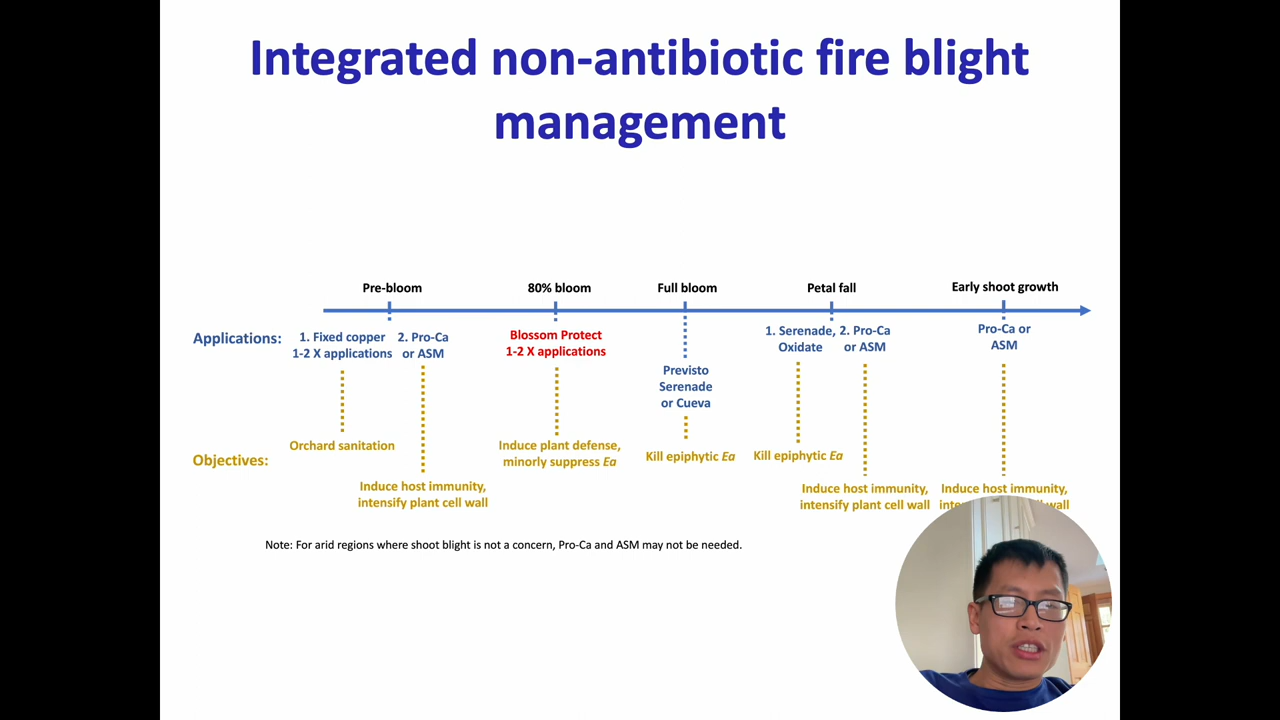 Integrated non-antibiotic fire blight
management
Pre-bloom
80% bloom
Full bloom
Petal fall
Early shoot growth
Applications:
1. Fixed copper
1-2 X applications
2. Pro-Ca
or ASM
Blossom Protect
1-2 X applications
Previsto
Serenade
or Cueva
1. Serenade,
Oxidate
2. Pro-Ca
or ASM
Pro-Ca or
ASM
Objectives:
Orchard sanitation
Induce host immunity,
intensify plant cell wall
Induce plant defense,
minorly suppress Ea
Kill epiphytic Ea
Kill epiphytic Ea
Induce host immunity,
intensify plant cell wall
Induce host immunity,
wall
Note: For arid regions where shoot blight is not a concern, Pro-Ca and ASM may not be needed.